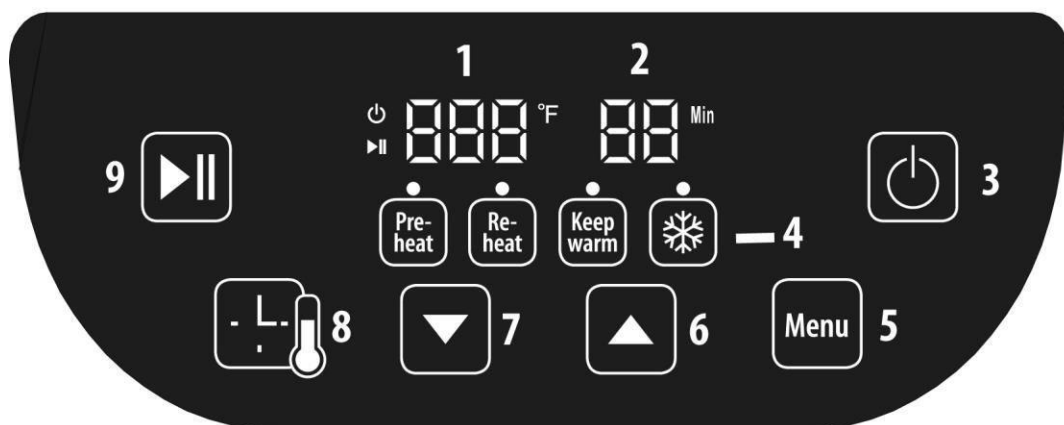 1 2
888 °F 88 Min
9 3
Pre-
heat
Re-
heat
Keep
warm
4
8 7 6 Menu 5